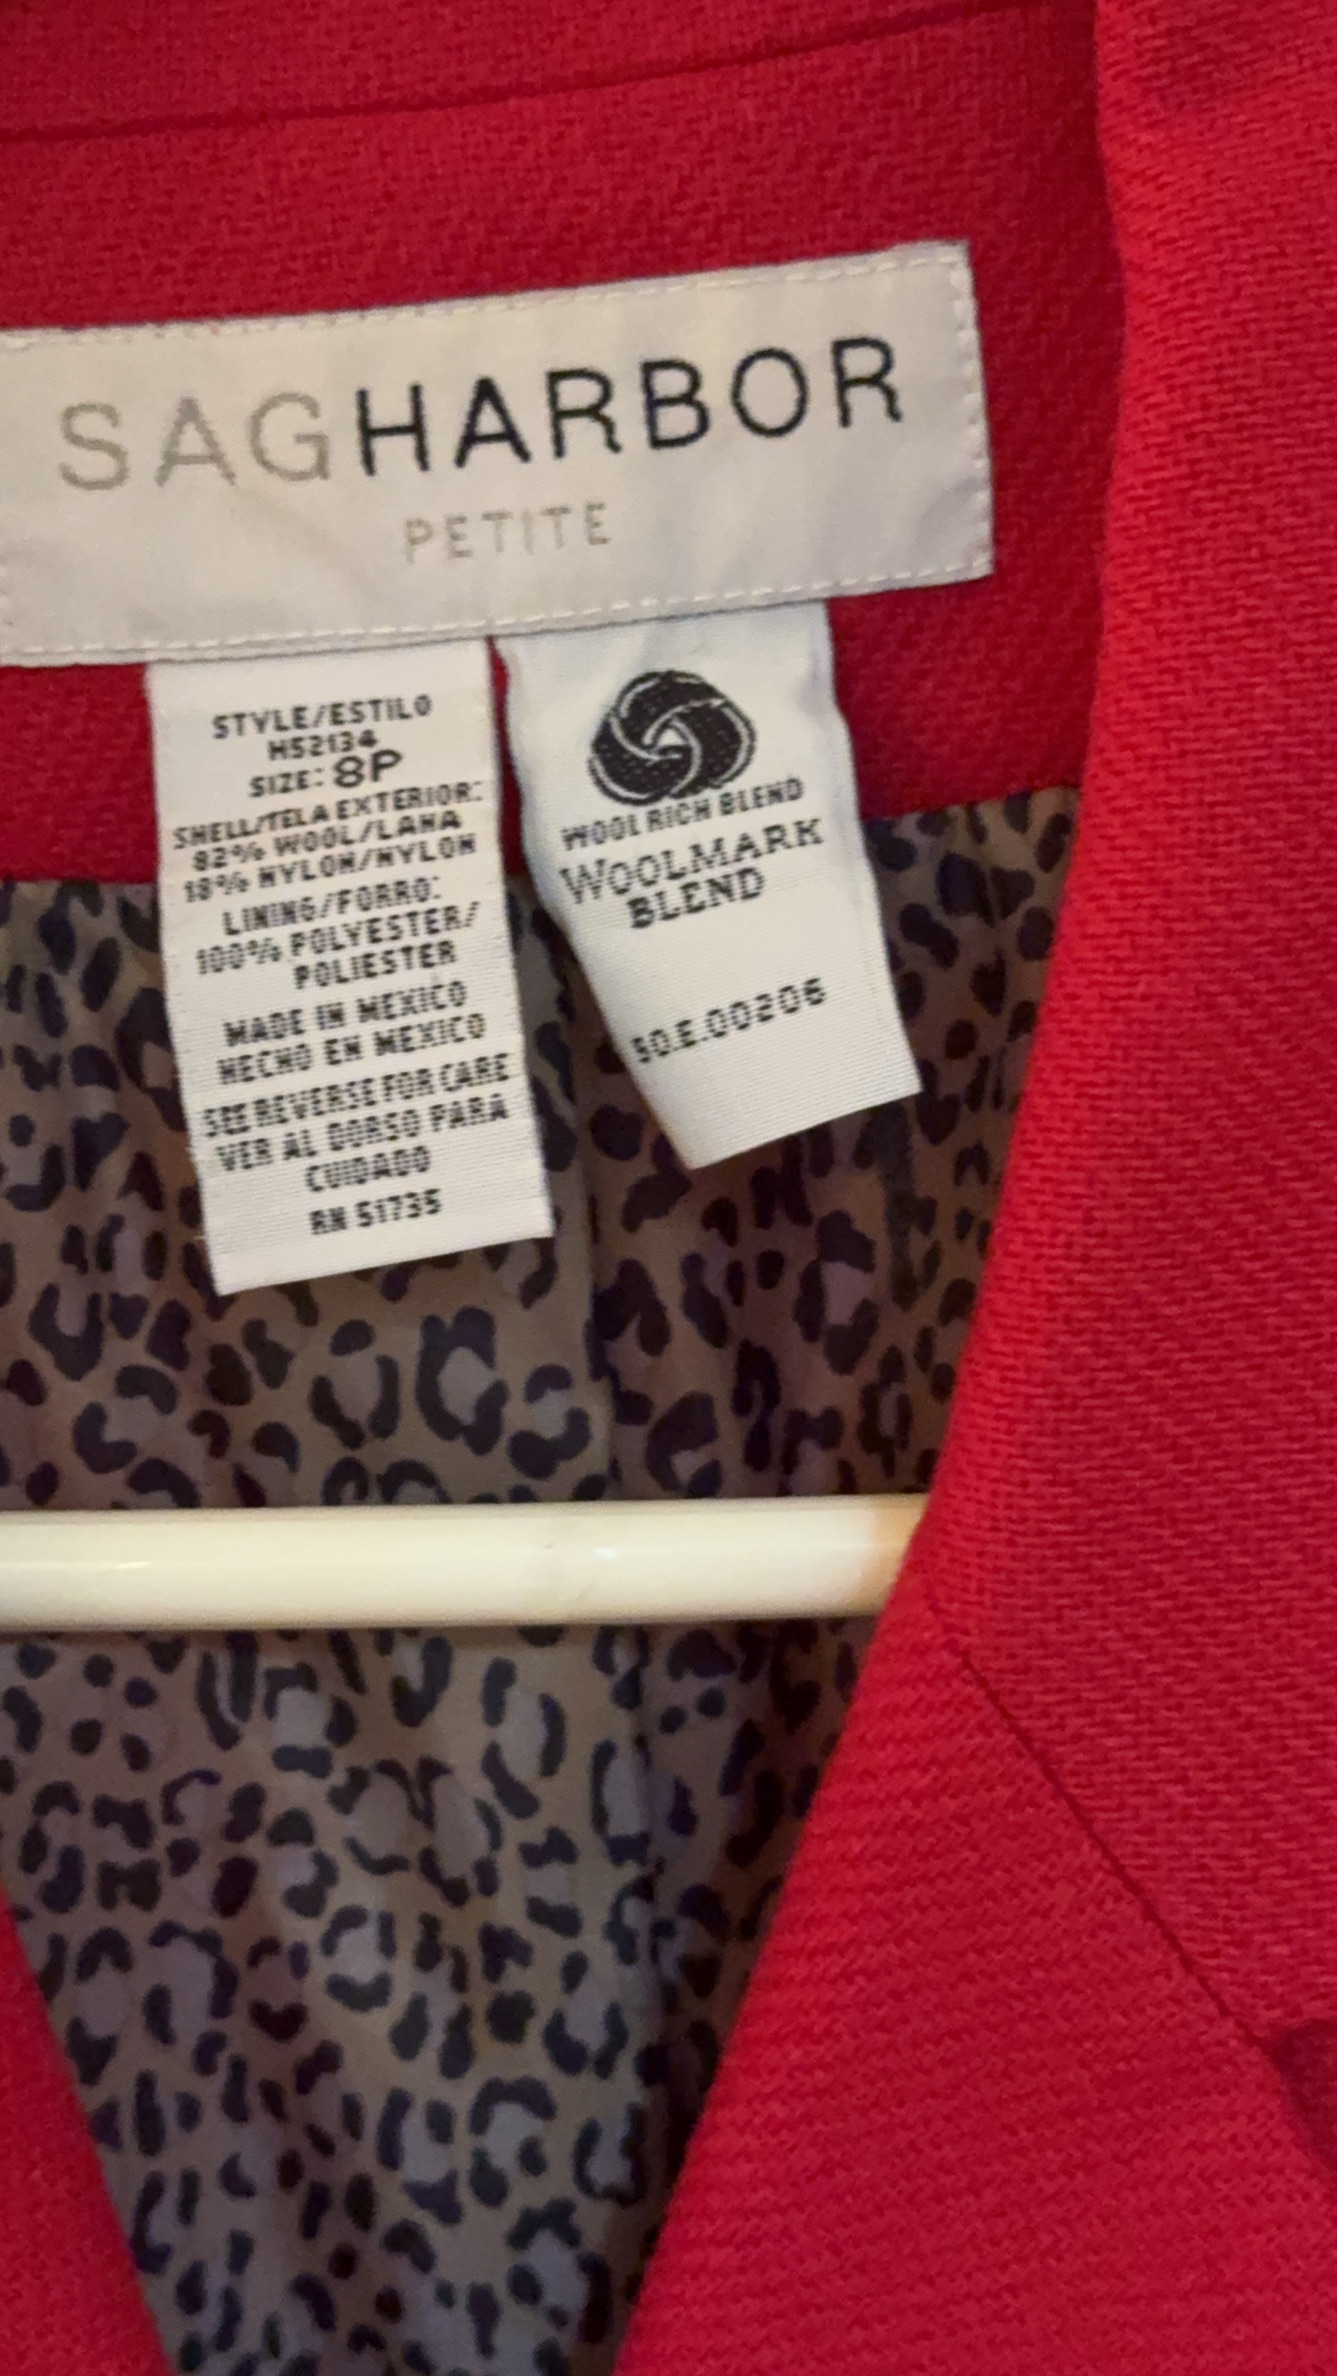 SAGHARBOR
PETITE
STYLE/ESTILO
HS2134
SIZE: 8P
SHELL/TELA EXTERIOR:
82% WOOL/LANA
18% NYLON/NYLON
LINING/FORRO:
100% POLYESTER/
POLIESTER
MADE IN MEXICO
HECHO EN MEXICO
SEE REVERSE FOR CARE
VER AL DORSO PARA
CUIDADO
RN 51735
WOOL RICH BLEND
WOOLMARK
BLEND
50.E.00206